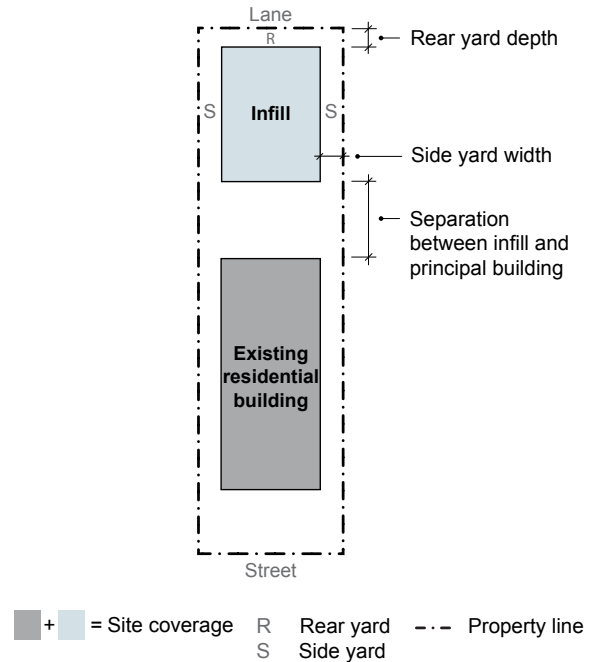 Lane
R
Rear yard depth
S
Infill
S
Side yard width
Separation
between infill and
principal building
Existing
residential
building
Street
+ = Site coverage
R Rear yard
Property line
S Side yard